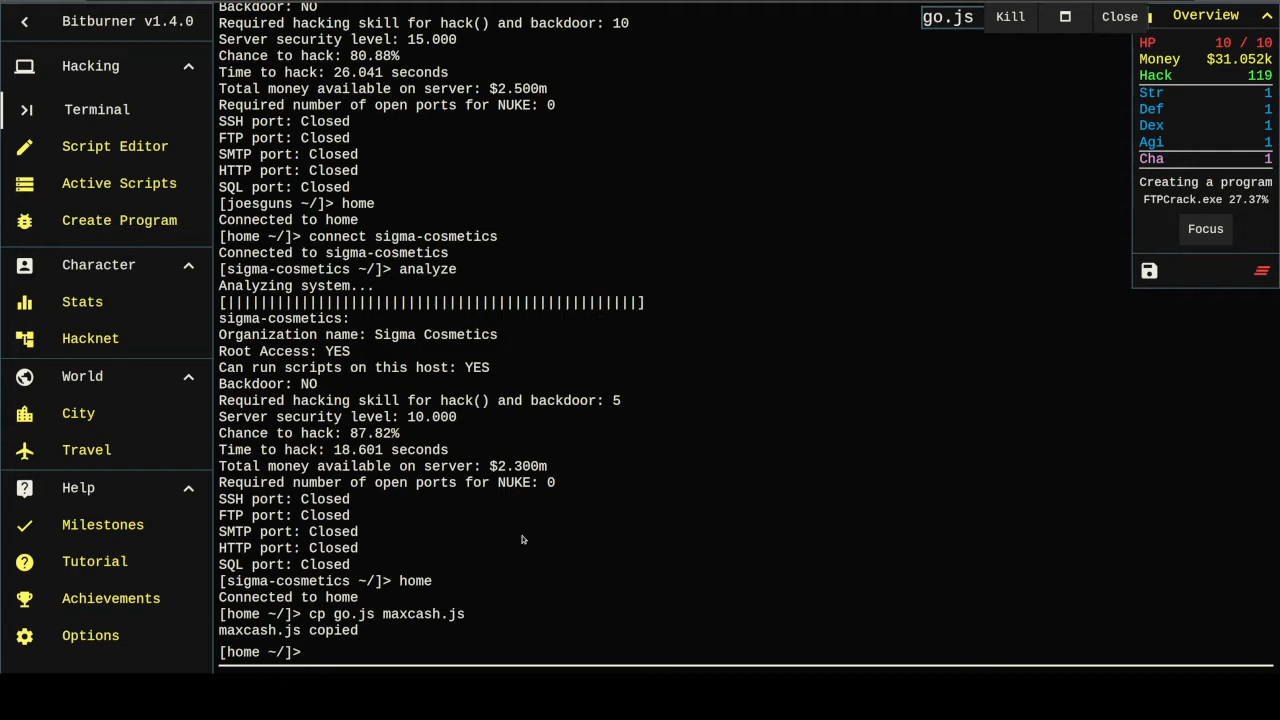 Bitburner v1.4.0
Hacking
Terminal
Script Editor
Active Scripts
Create Program
Character
Stats
Hacknet
World
City
Travel
Help
Milestones
Tutorial
Achievements
Options
Backdoor: NO
Required hacking skill for hack() and backdoor: 10
Server security level: 15.000
Chance to hack: 80.88%
Time to hack: 26.041 seconds
Total money available on server: $2.500m
Required number of open ports for NUKE: 0
SSH port: Closed
FTP port: Closed
SMTP port: Closed
HTTP port: Closed
SQL port: Closed
[joesguns ~/]> home
Connected to home
[home ~/]> connect sigma-cosmetics
Connected to sigma-cosmetics
[sigma-cosmetics ~/]> analyze
Analyzing system...
[||||||||||||||||||||||||||||||||||||||||||||||||||]
sigma-cosmetics:
Organization name: Sigma Cosmetics
Root Access: YES
Can run scripts on this host: YES
Backdoor: NO
Required hacking skill for hack() and backdoor: 5
Server security level: 10.000
Chance to hack: 87.82%
Time to hack: 18.601 seconds
Total money available on server: $2.300m
Required number of open ports for NUKE: 0
SSH port: Closed
FTP port: Closed
SMTP port: Closed
HTTP port: Closed
SQL port: Closed
[sigma-cosmetics ~/]> home
Connected to home
[home ~/]> cp go.js maxcash.js
maxcash.js copied
[home ~/]>
go.js Kill Close
Overview
HP 10 / 10
Money $31.052k
Hack 119
Str 1
Def 1
Dex 1
Agi 1
Cha 1
Creating a program
FTPCrack.exe 27.37%
Focus